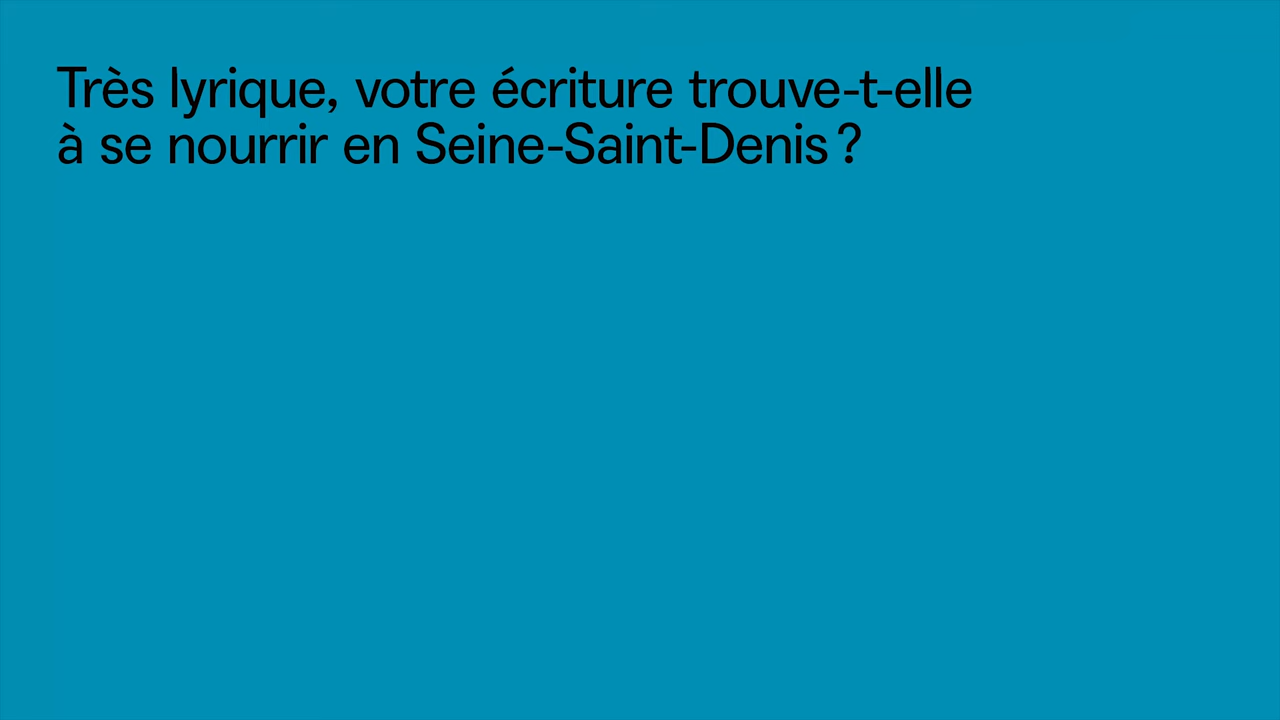 Très lyrique, votre écriture trouve-t-elle
à se nourrir en Seine-Saint-Denis ?